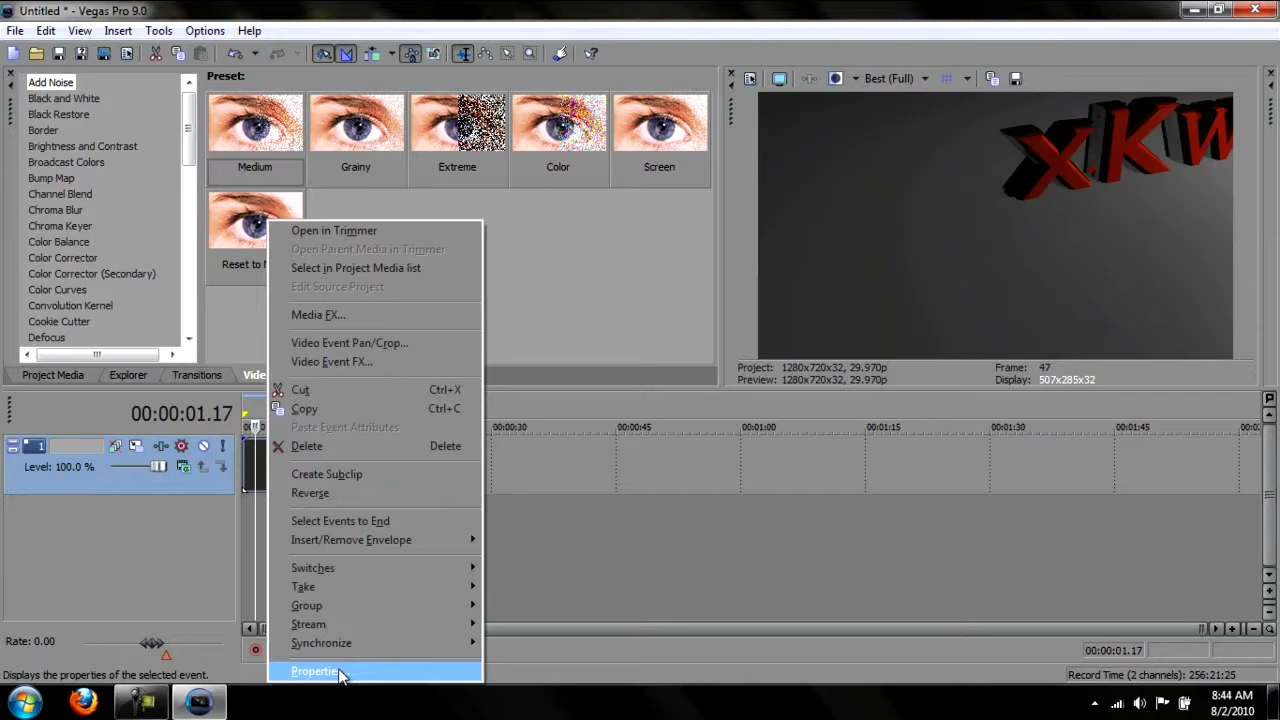 Untitled * - Vegas Pro 9.0
File Edit View Insert Tools Options Help
Preset:
Best (Full)
Add Noise
Black and White
Black Restore
Border
Brightness and Contrast
Broadcast Colors
Bump Map
Channel Blend
Chroma Blur
Chroma Keyer
Color Balance
Color Corrector
Color Corrector (Secondary)
Color Curves
Convolution Kernel
Cookie Cutter
Defocus
Medium Grainy Extreme Color Screen
Reset to
XKW
Open in Trimmer
Open Parent Media in Trimmer
Select in Project Media list
Edit Source Project
Media FX...
Video Event Pan/Crop...
Video Event FX...
Cut Ctrl+X
Copy Ctrl+C
Paste Event Attributes
Delete Delete
Create Subclip
Reverse
Select Events to End
Insert/Remove Envelope
Switches
Take
Group
Stream
Synchronize
Properties
Project: 1280x720x32, 29.970p Frame: 47
Preview: 1280x720x32, 29.970p Display: 507x285x32
Project Media Explorer Transitions Video
00:00:01.17
00:00:30 00:00:45 00:01:00 00:01:15 00:01:30 00:01:45
1
Level: 100.0 %
Rate: 0.00
00:00:01.17
Displays the properties of the selected event.
Record Time (2 channels): 256:21:25
8:44 AM
8/2/2010